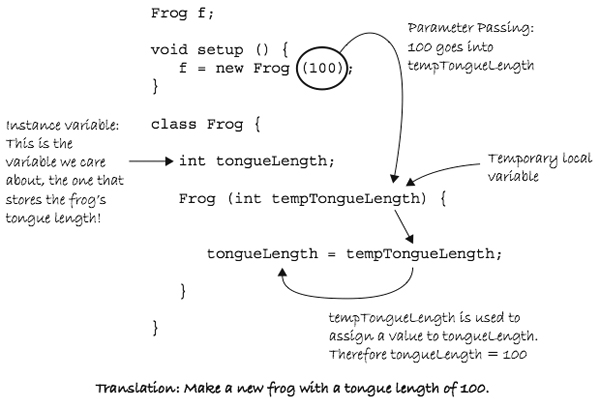 Frog f;
void setup () {
f = new Frog (100);
}
Parameter Passing:
100 goes into
tempTongueLength
class Frog {
Instance variable:
This is the
variable we care
about, the one that
stores the frog's
tongue length!
int tongueLength;
Temporary local
variable
Frog (int tempTongueLength) {
tongueLength = tempTongueLength;
}
tempTongueLength is used to
assign a value to tongueLength.
Therefore tongueLength = 100
}
Translation: Make a new frog with a tongue length of 100.